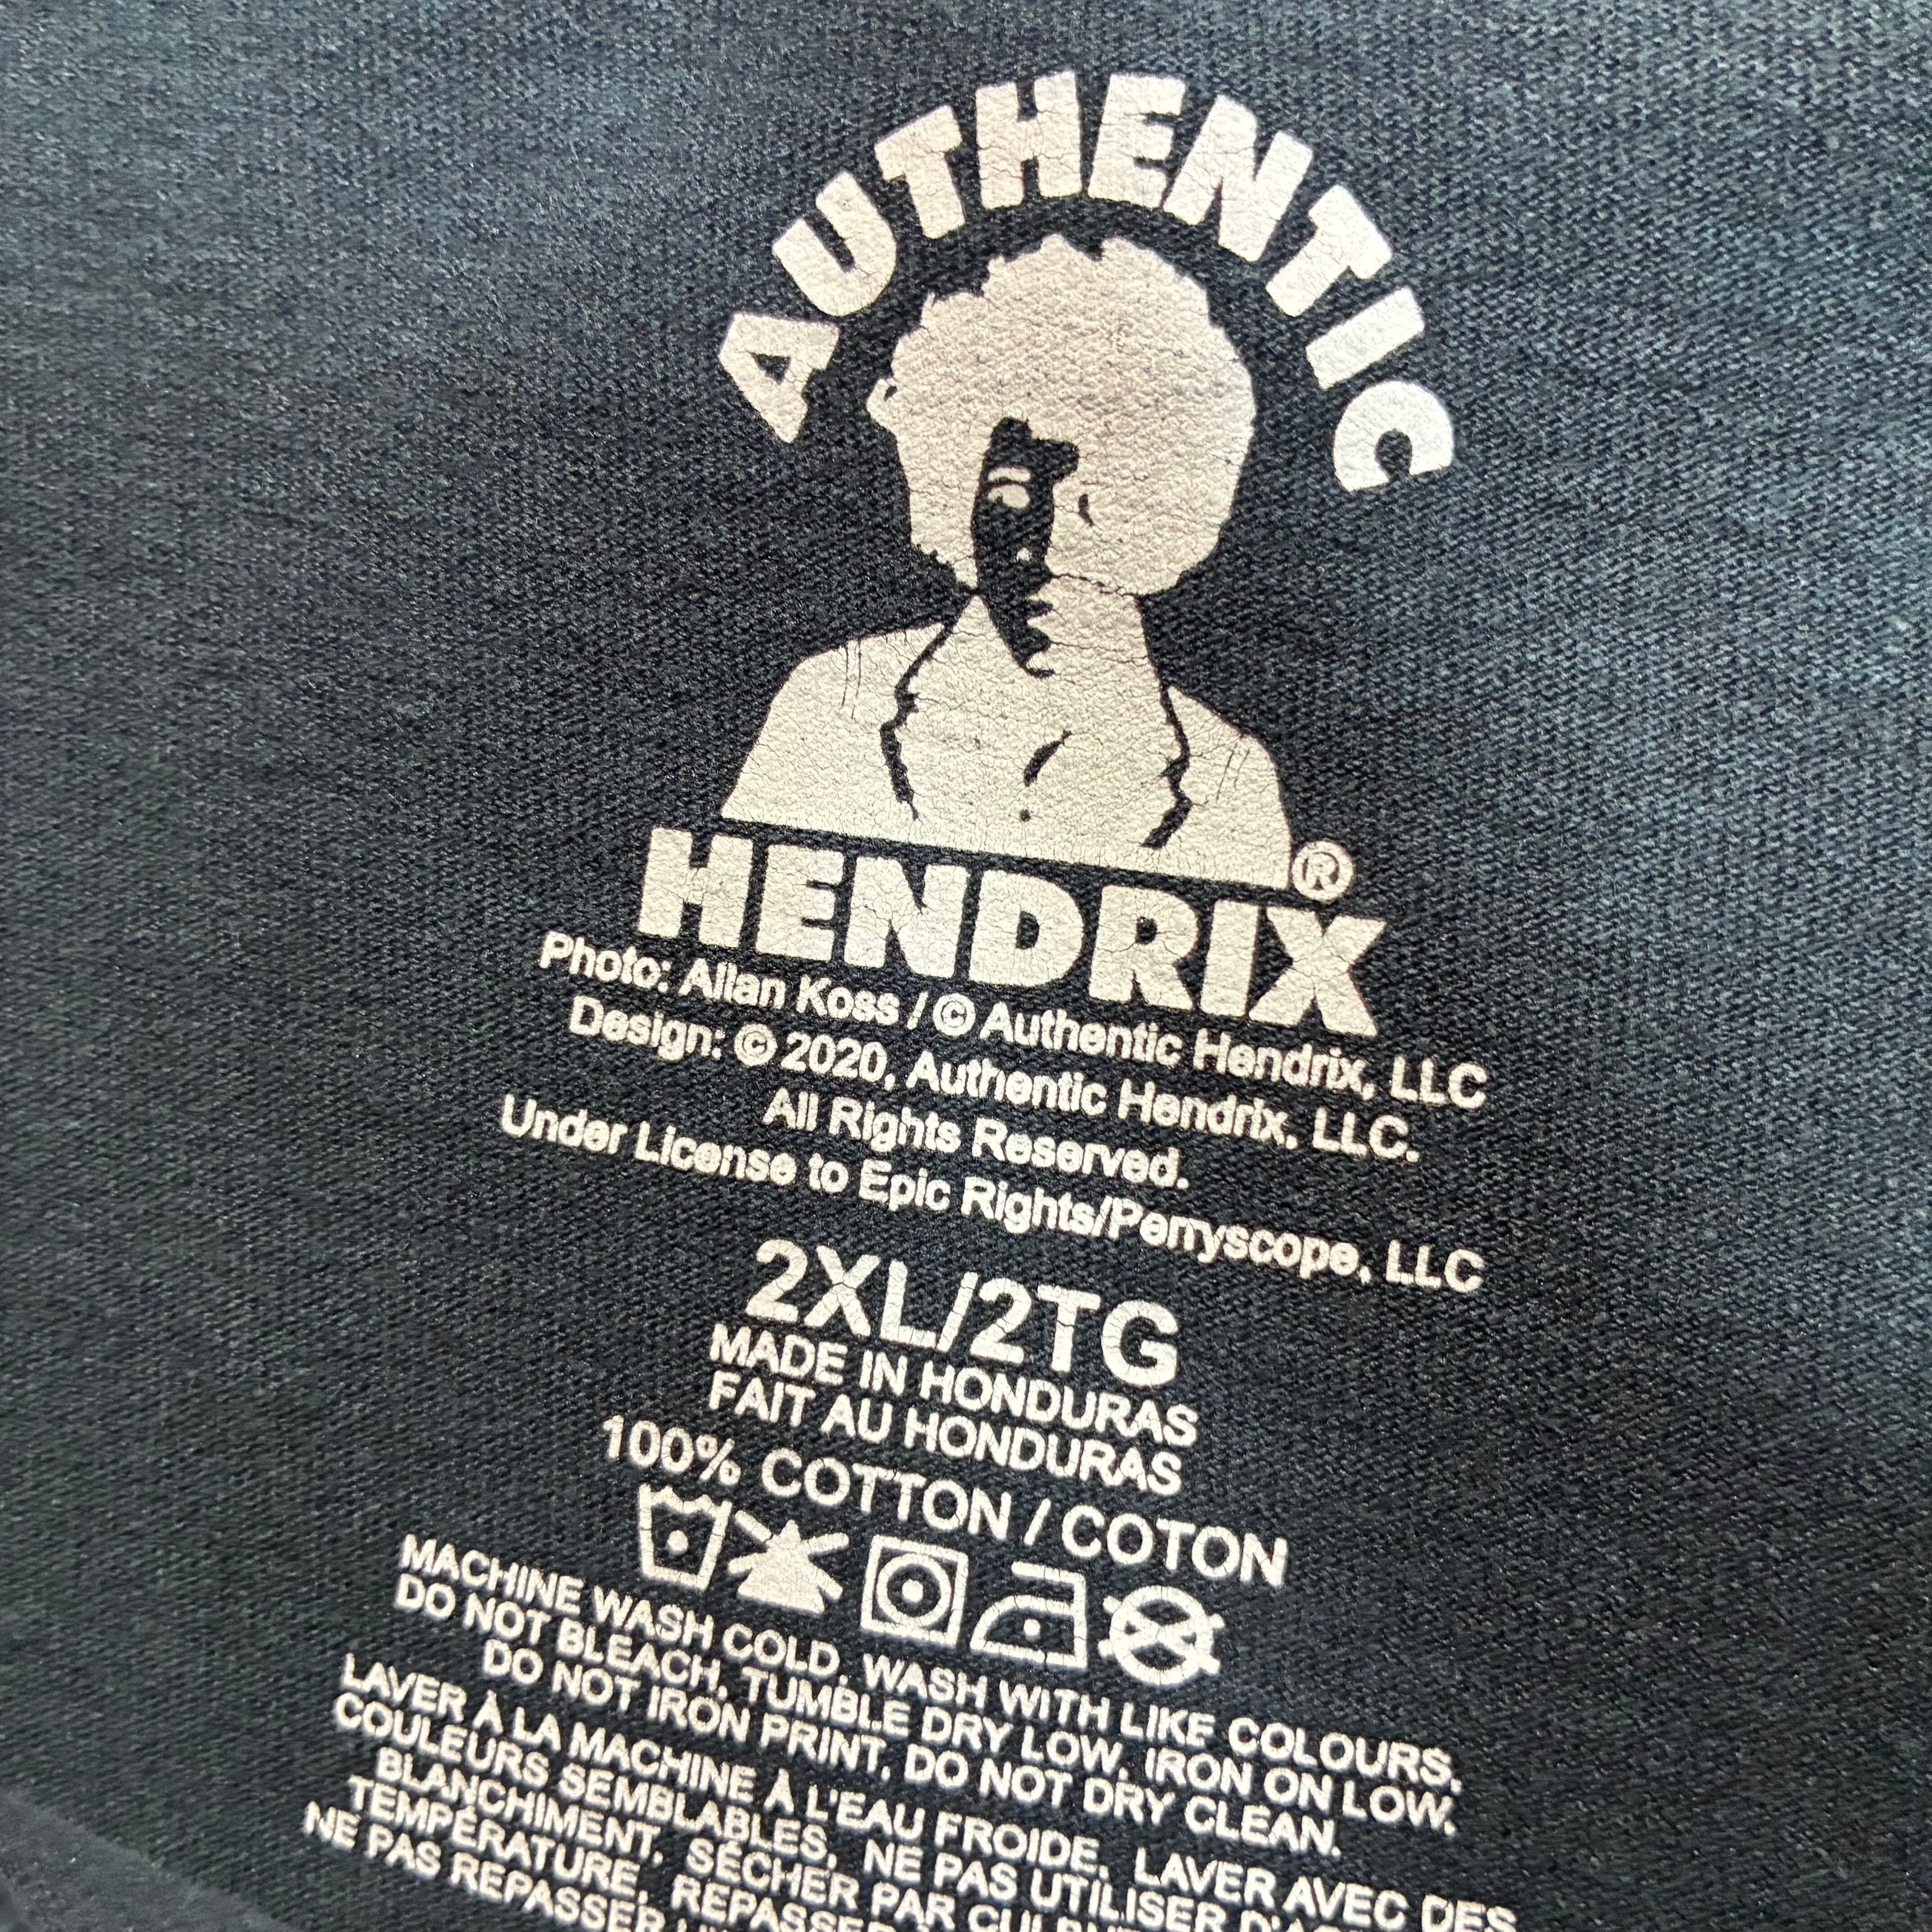 AUTHENTIC
HENDRIX®
Photo: Allan Koss / © Authentic Hendrix, LLC
Design: © 2020, Authentic Hendrix, LLC.
All Rights Reserved.
Under License to Epic Rights/Perryscope, LLC
2XL/2TG
MADE IN HONDURAS
FAIT AU HONDURAS
100% COTTON / COTON
MACHINE WASH COLD, WASH WITH LIKE COLOURS,
DO NOT BLEACH, TUMBLE DRY LOW, IRON ON LOW.
DO NOT IRON PRINT, DO NOT DRY CLEAN.
LAVER À LA MACHINE À L'EAU FROIDE, LAVER AVEC DES
COULEURS SEMBLABLES, NE PAS UTILISER
BLANCHIMENT, SÉCHER PAR
TEMPÉRATURE, REPASSER
NE PAS REPASSER